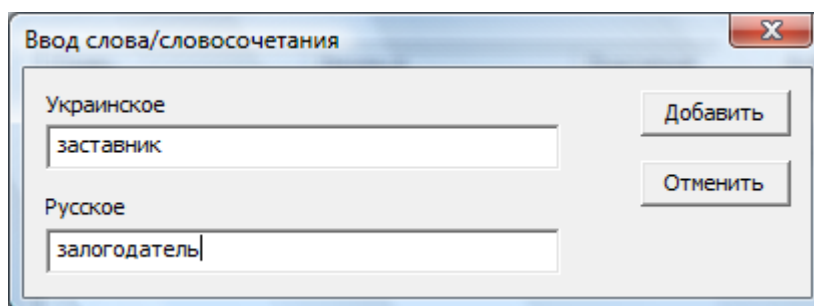 Ввод слова/словосочетания
Украинское
Добавить
заставник
Отменить
Русское
залогодатель